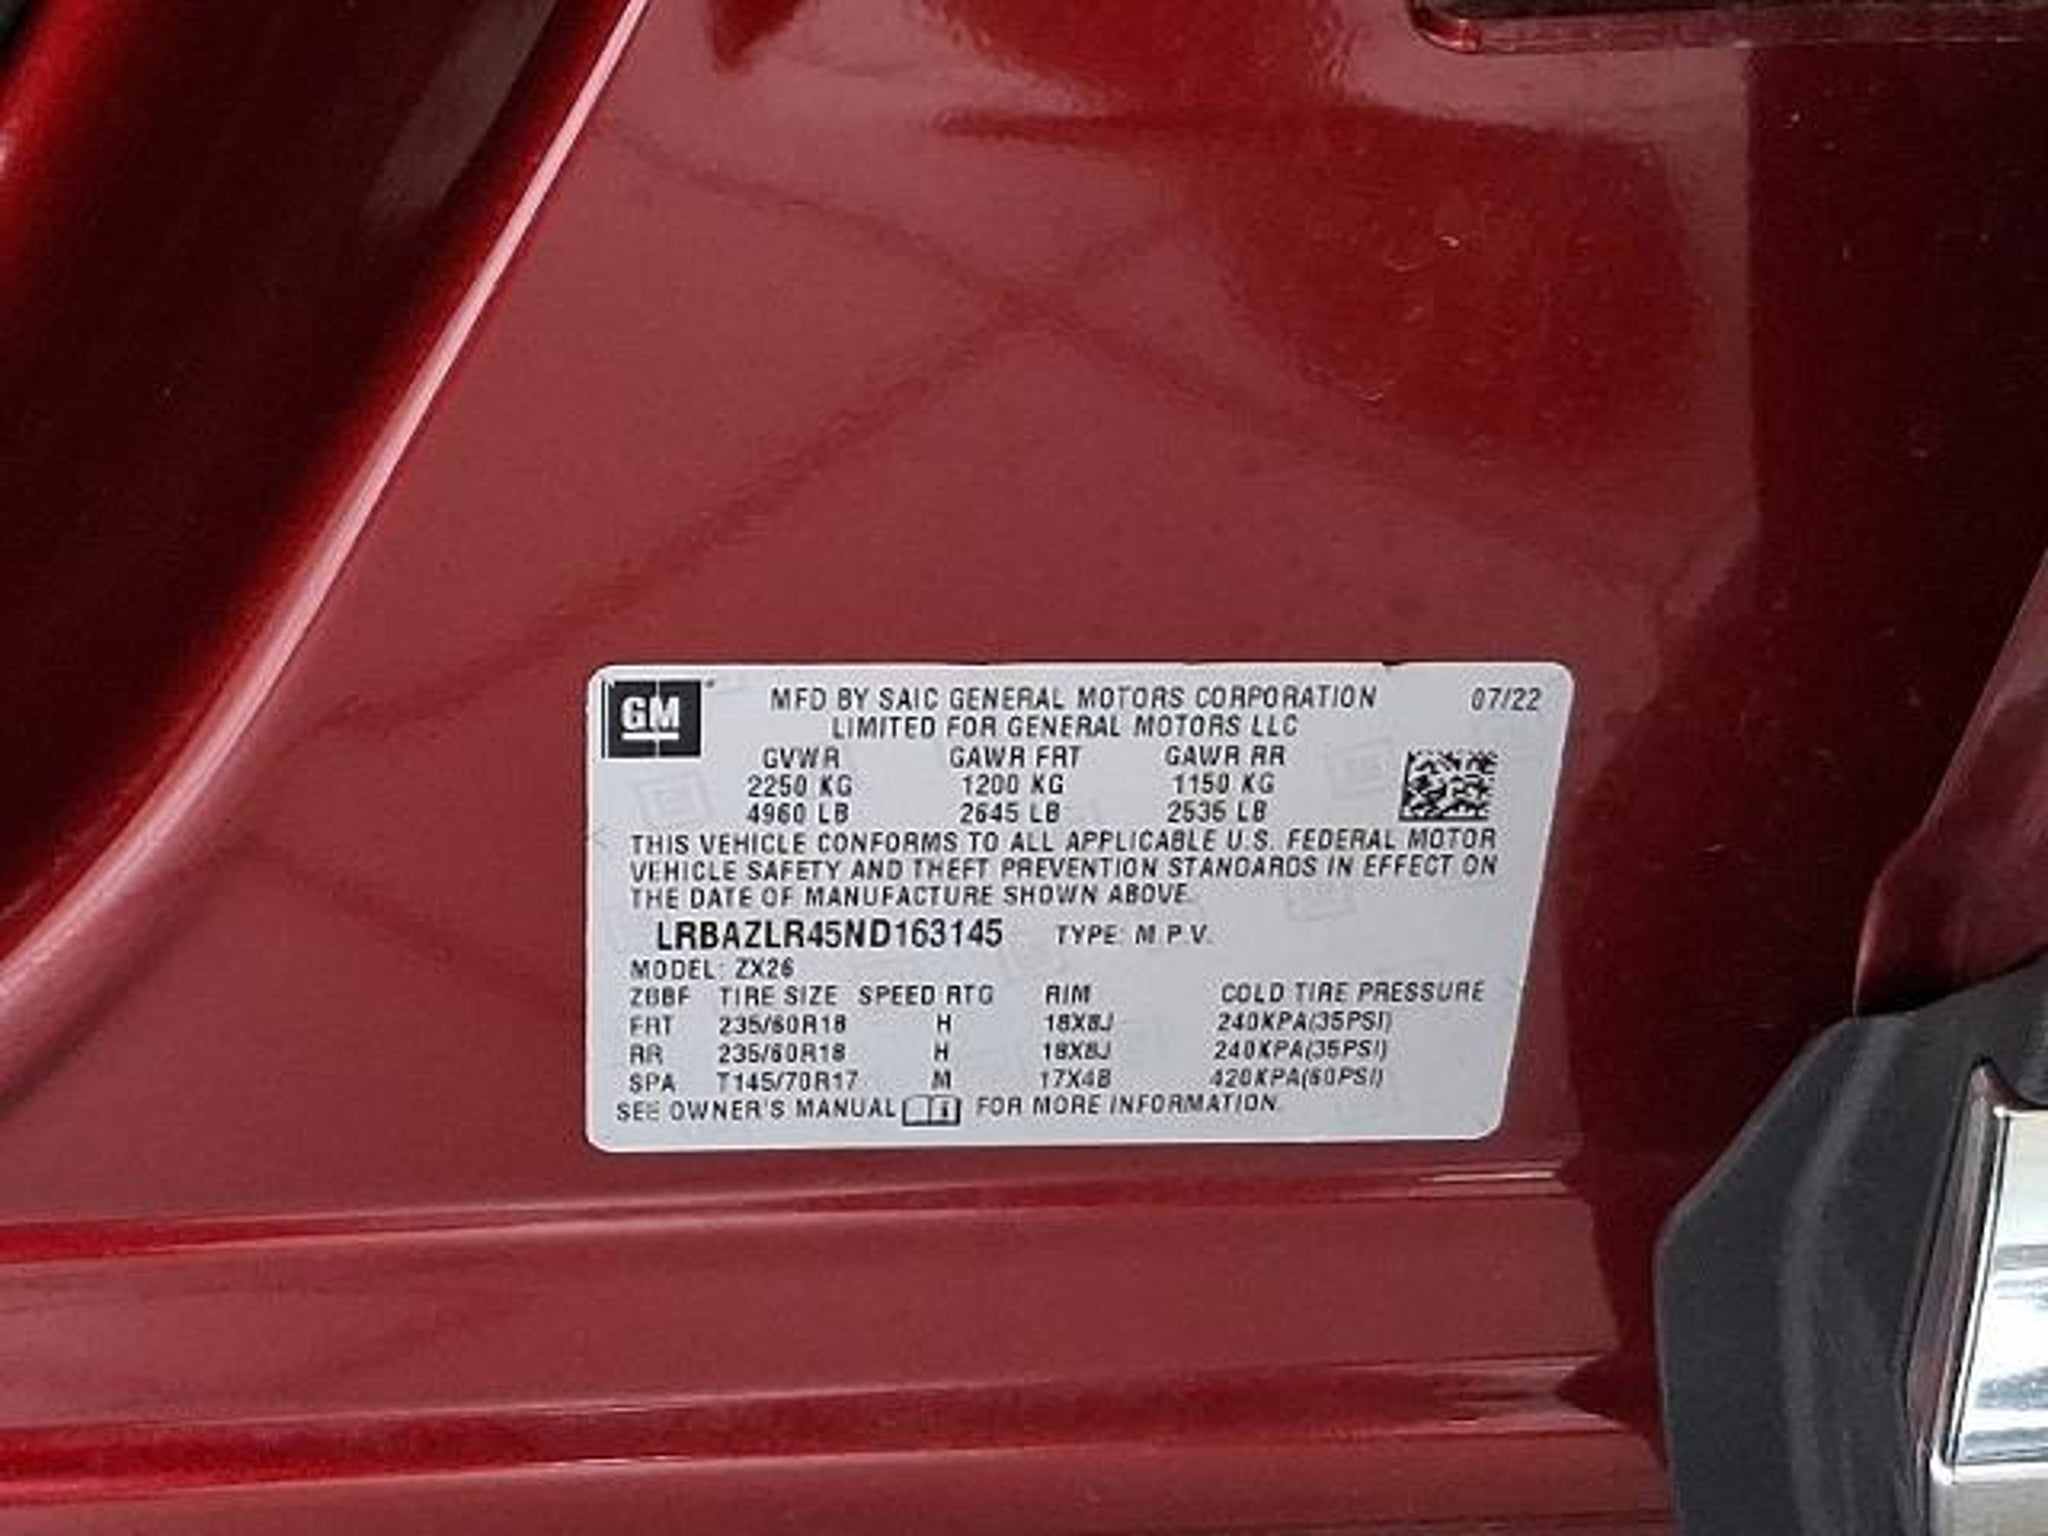 GM MFD BY SAIC GENERAL MOTORS CORPORATION 07/22
LIMITED FOR GENERAL MOTORS LLC
GVWR GAWR FRT GAWR RR
2250 KG 1200 KG 1150 KG
4960 LB 2645 LB 2535 LB
THIS VEHICLE CONFORMS TO ALL APPLICABLE U.S. FEDERAL MOTOR
VEHICLE SAFETY AND THEFT PREVENTION STANDARDS IN EFFECT ON
THE DATE OF MANUFACTURE SHOWN ABOVE.
LRBAZLR45ND163145 TYPE: M.P.V.
MODEL: ZX26
TIRE SIZE SPEED RTG RIM COLD TIRE PRESSURE
FRT 235/60R18 H 18X8J 240KPA(35PSI)
RR 235/60R18 H 18X8J 240KPA(35PSI)
SPA T145/70R17 M 17X4B 420KPA(60PSI)
SEE OWNER'S MANUAL FOR MORE INFORMATION.